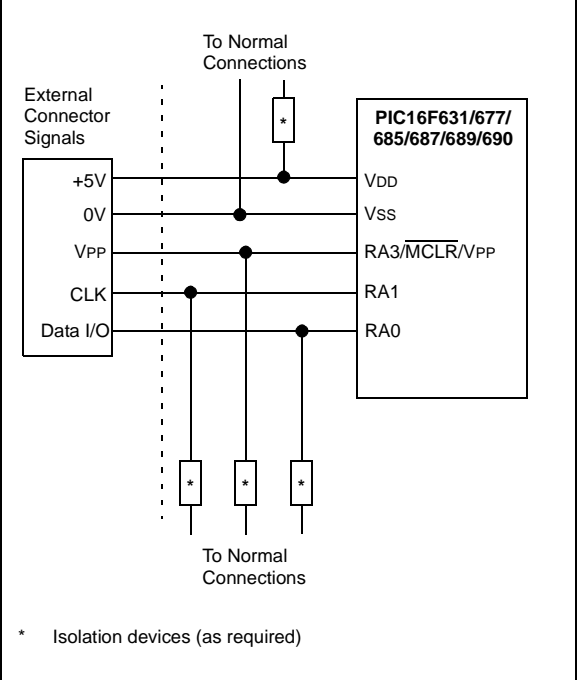 To Normal
Connections
External
Connector
Signals
*
PIC16F631/677/
685/687/689/690
+5V
VDD
0V
VSS
VPP
RA3/MCLR/VPP
CLK
RA1
Data I/O
RA0
*
*
*
To Normal
Connections
* Isolation devices (as required)